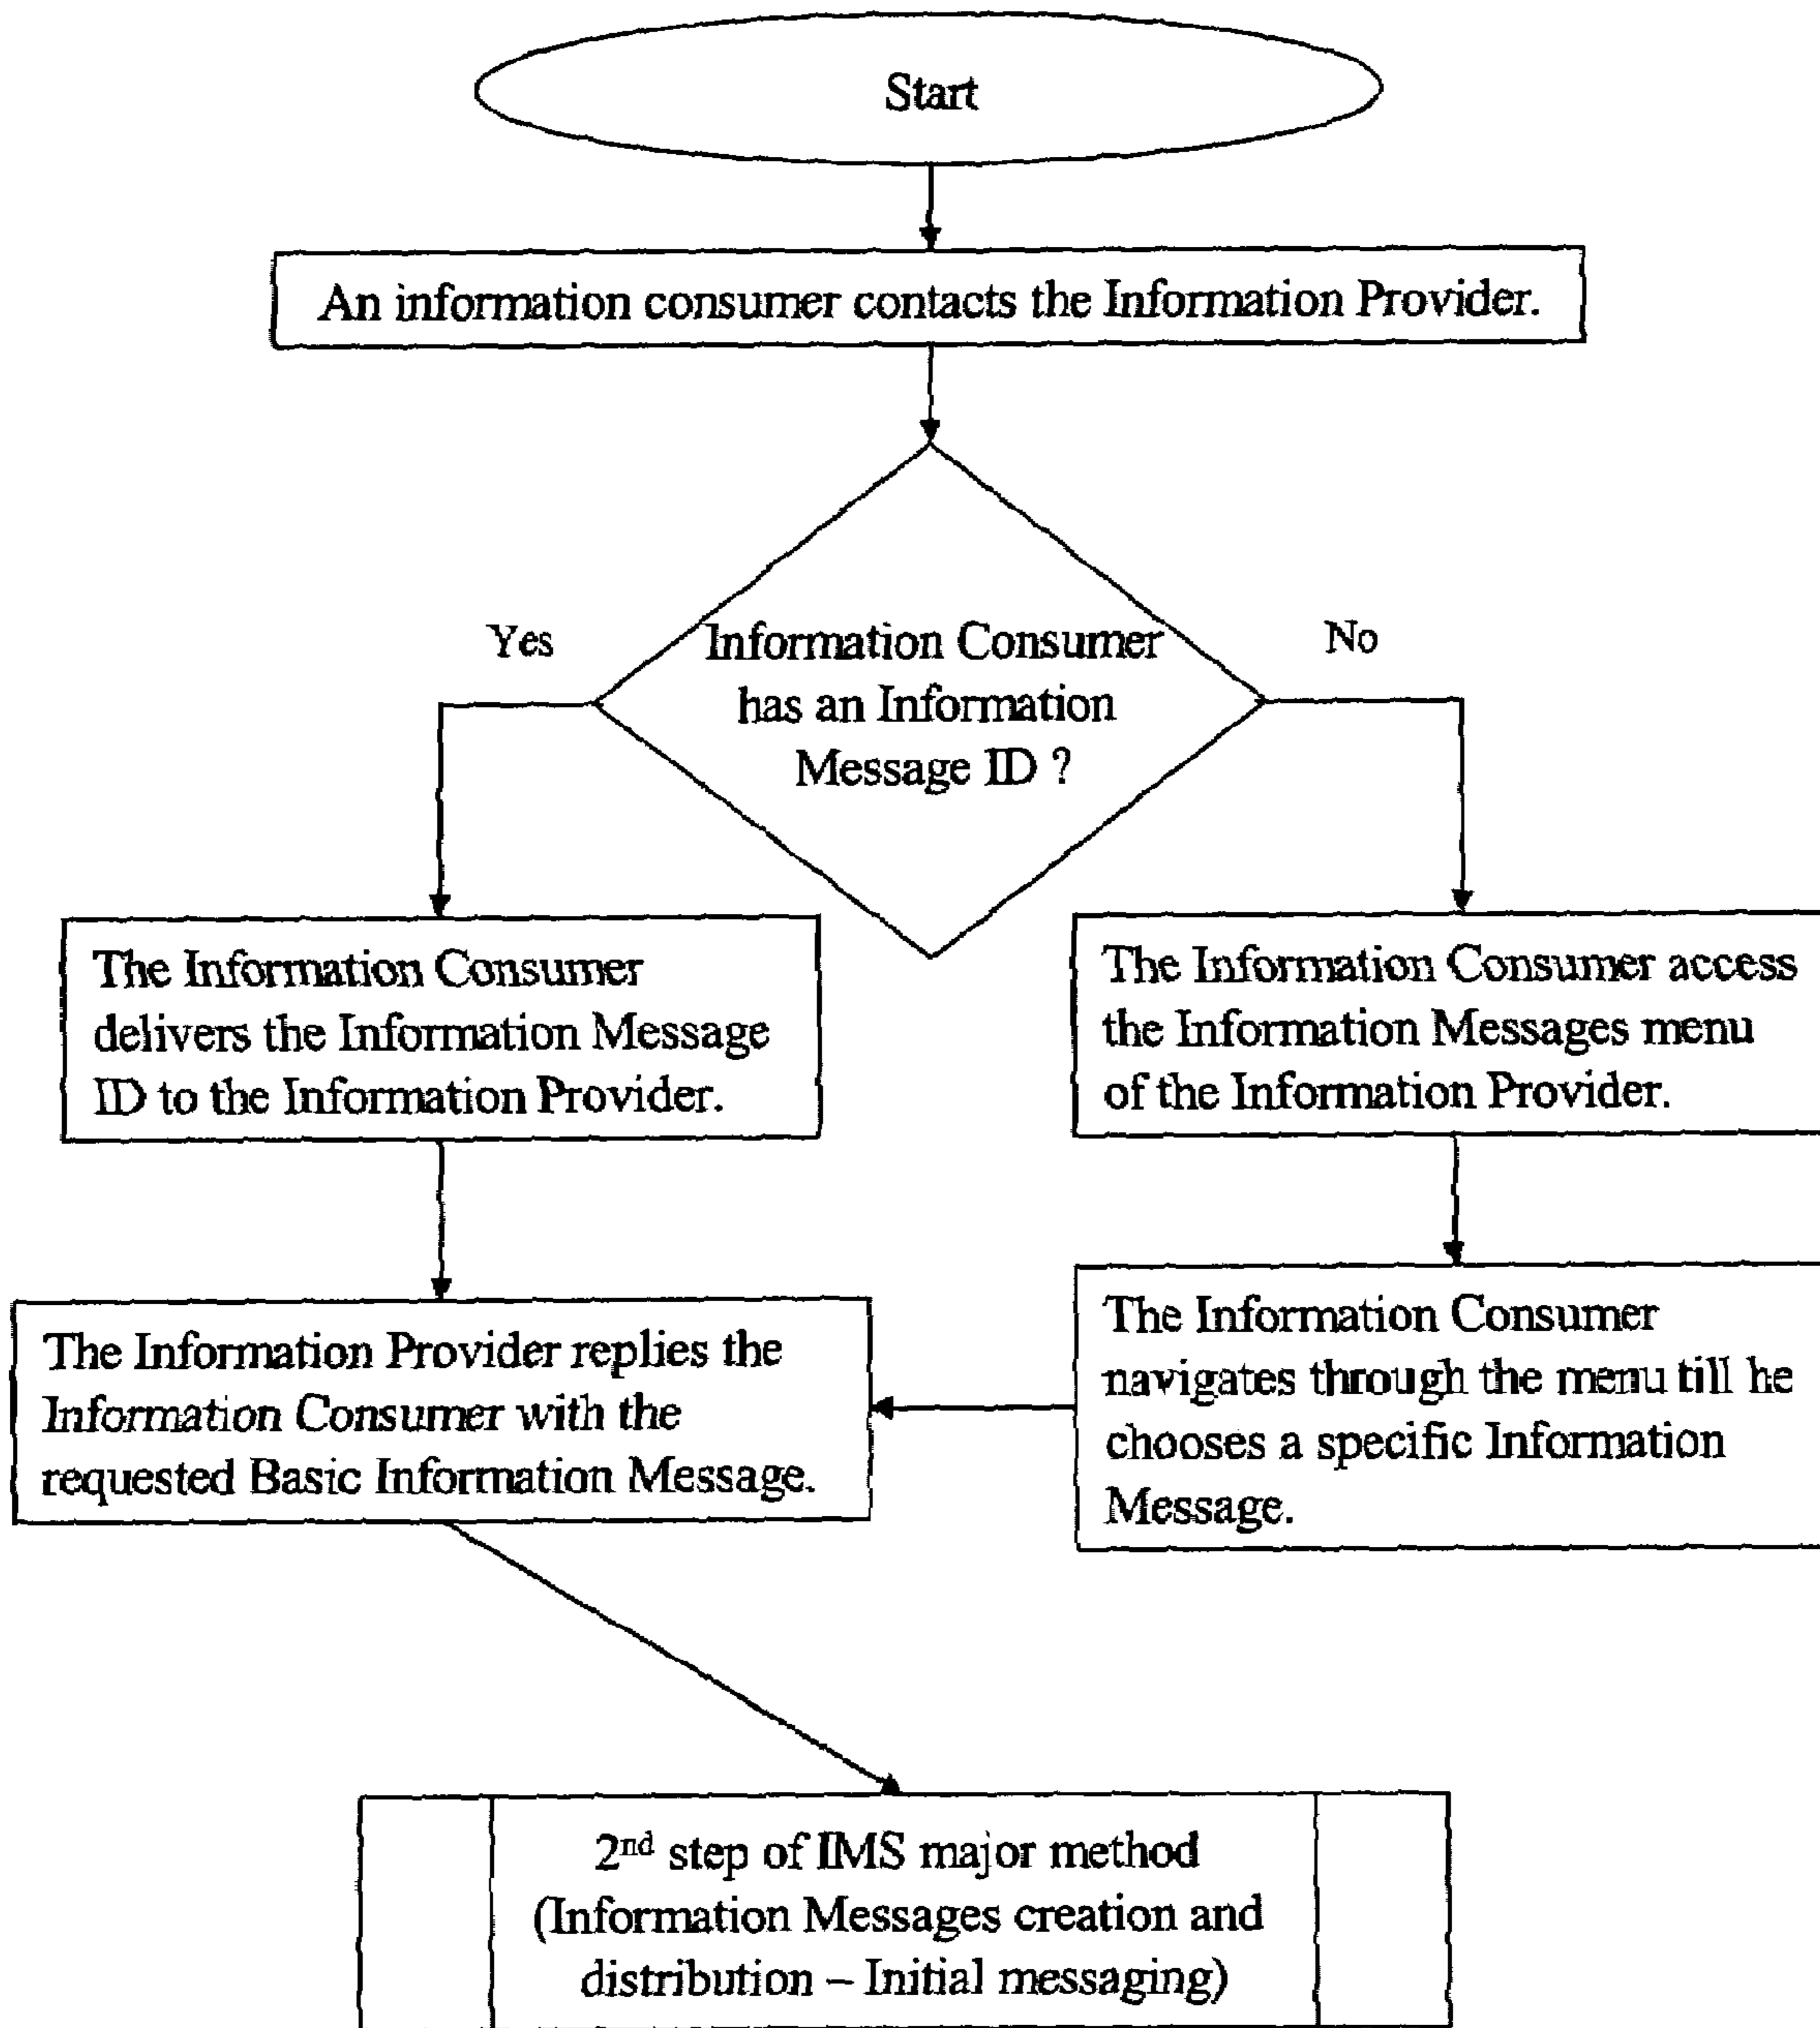 Start
An information consumer contacts the Information Provider.
Yes
Information Consumer
has an Information
Message ID ?
No
The Information Consumer
delivers the Information Message
ID to the Information Provider.
The Information Consumer access
the Information Messages menu
of the Information Provider.
The Information Provider replies the
Information Consumer with the
requested Basic Information Message.
The Information Consumer
navigates through the menu till he
chooses a specific Information
Message.
2nd step of IMS major method
(Information Messages creation and
distribution – Initial messaging)